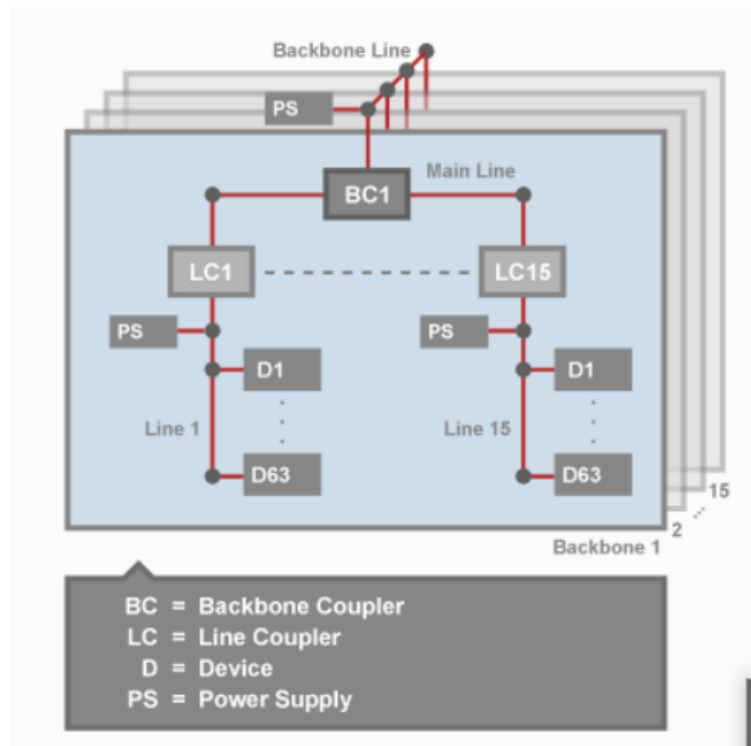 Backbone Line
PS
Main Line
BC1
LC1
LC15
PS
PS
D1
D1
Line 1
Line 15
D63
D63
15
2
Backbone 1
BC = Backbone Coupler
LC = Line Coupler
D = Device
PS = Power Supply